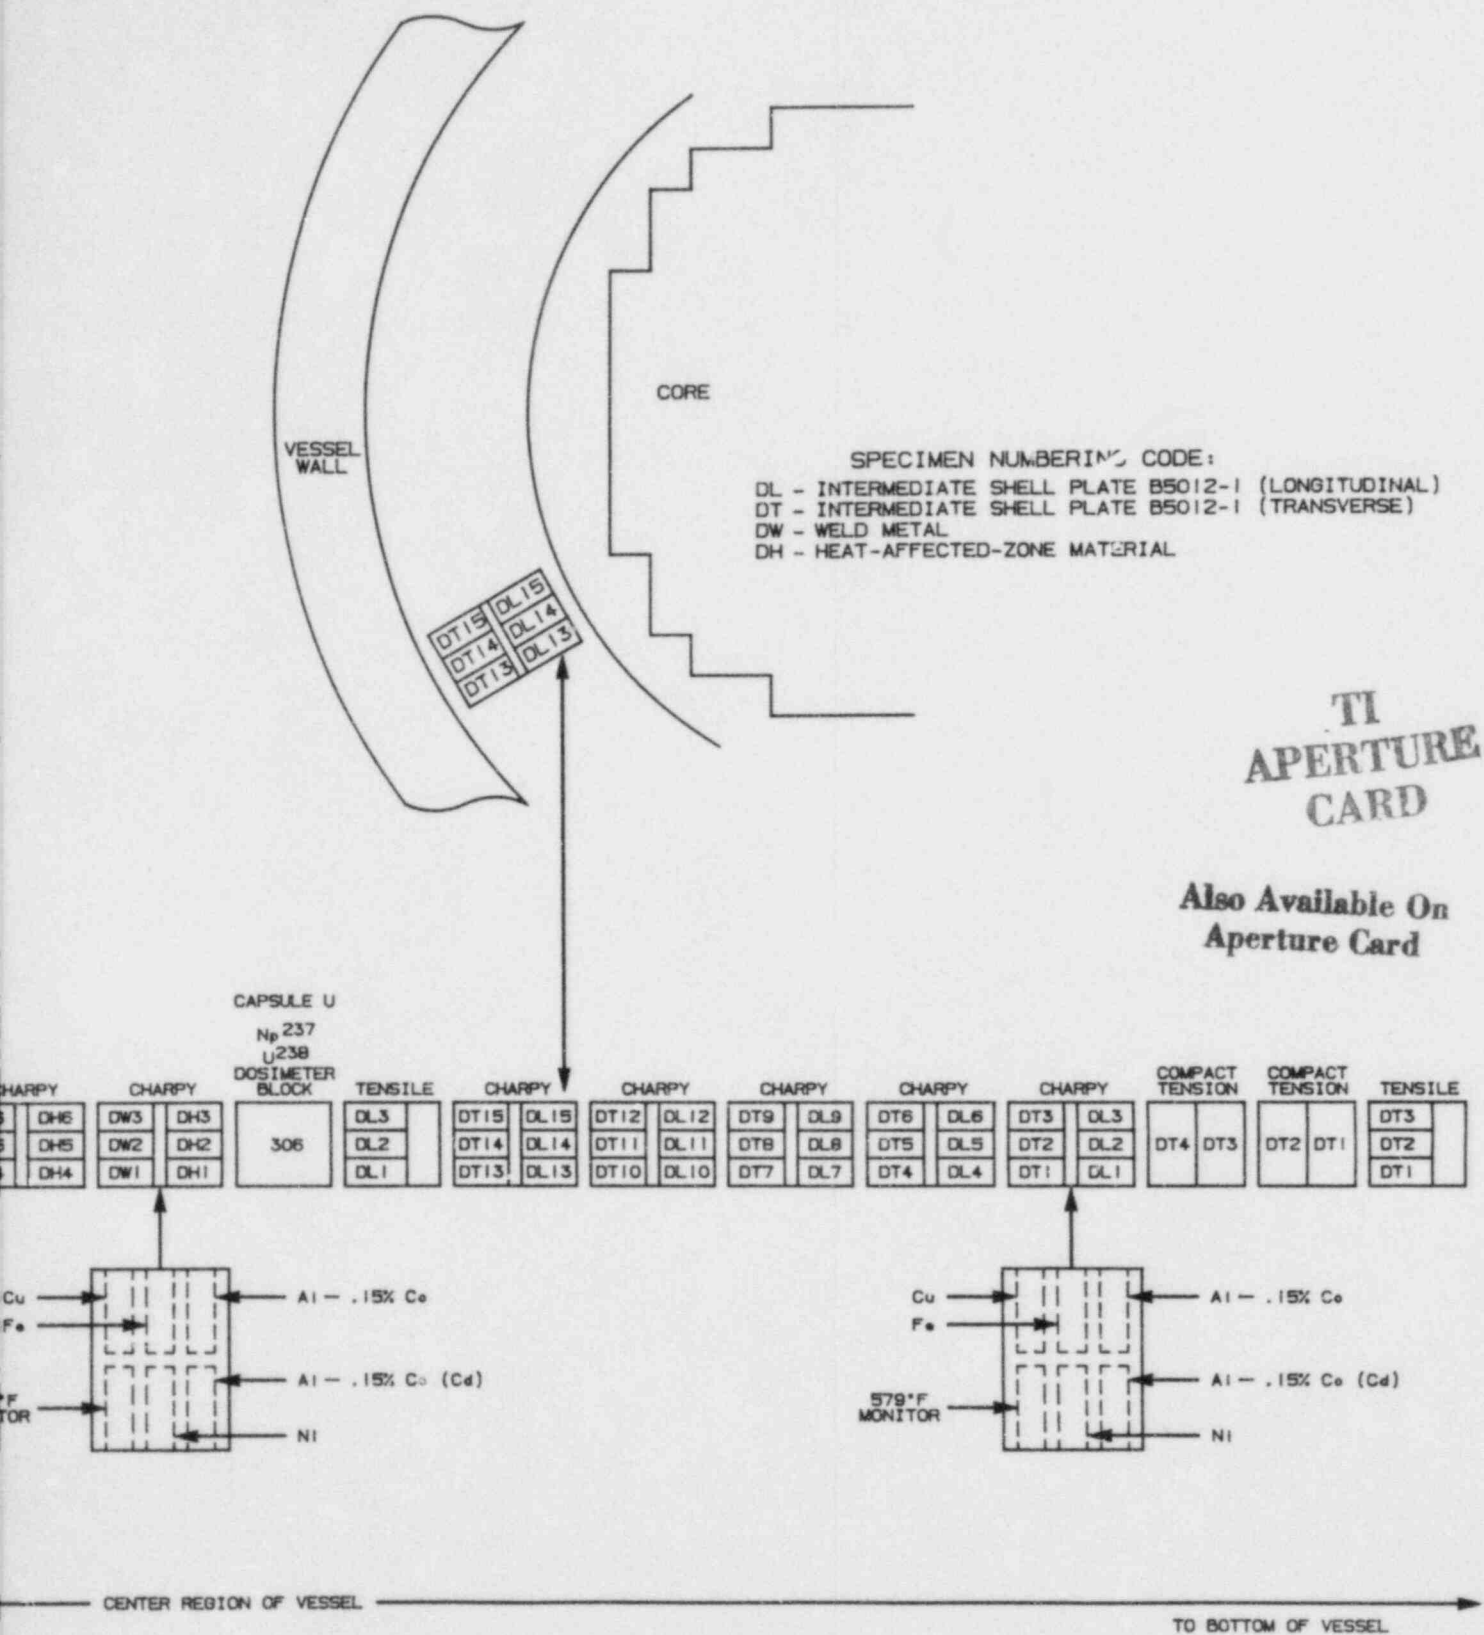 CORE
VESSEL
WALL
SPECIMEN NUMBERING CODE:
DL - INTERMEDIATE SHELL PLATE B5012-1 (LONGITUDINAL)
DT - INTERMEDIATE SHELL PLATE B5012-1 (TRANSVERSE)
DW - WELD METAL
DH - HEAT-AFFECTED-ZONE MATERIAL
DT15 DL15
DT14 DL14
DT13 DL13
TI
APERTURE
CARD
Also Available On
Aperture Card
CAPSULE U
Np 237
U238
DOSIMETER
BLOCK
COMPACT TENSION COMPACT TENSION
CHARPY CHARPY TENSILE CHARPY CHARPY CHARPY CHARPY CHARPY TENSILE
DH6 DW3 DH3 DL3 DT15 DL15 DT12 DL12 DT9 DL9 DT6 DL6 DT3 DL3 DT3
DH5 DW2 DH2 306 DL2 DT14 DL14 DT11 DL11 DT8 DL8 DT5 DL5 DT2 DL2 DT4 DT3 DT2 DT1 DT2
DH4 DW1 DH1 DL1 DT13 DL13 DT10 DL10 DT7 DL7 DT4 DL4 DT1 DL1 DT1
Cu Al - .15% Co Cu Al - .15% Co
Fe Fe
Al - .15% Co (Cd) Al - .15% Co (Cd)
°F 579°F
TOR MONITOR
Ni Ni
CENTER REGION OF VESSEL
TO BOTTOM OF VESSEL